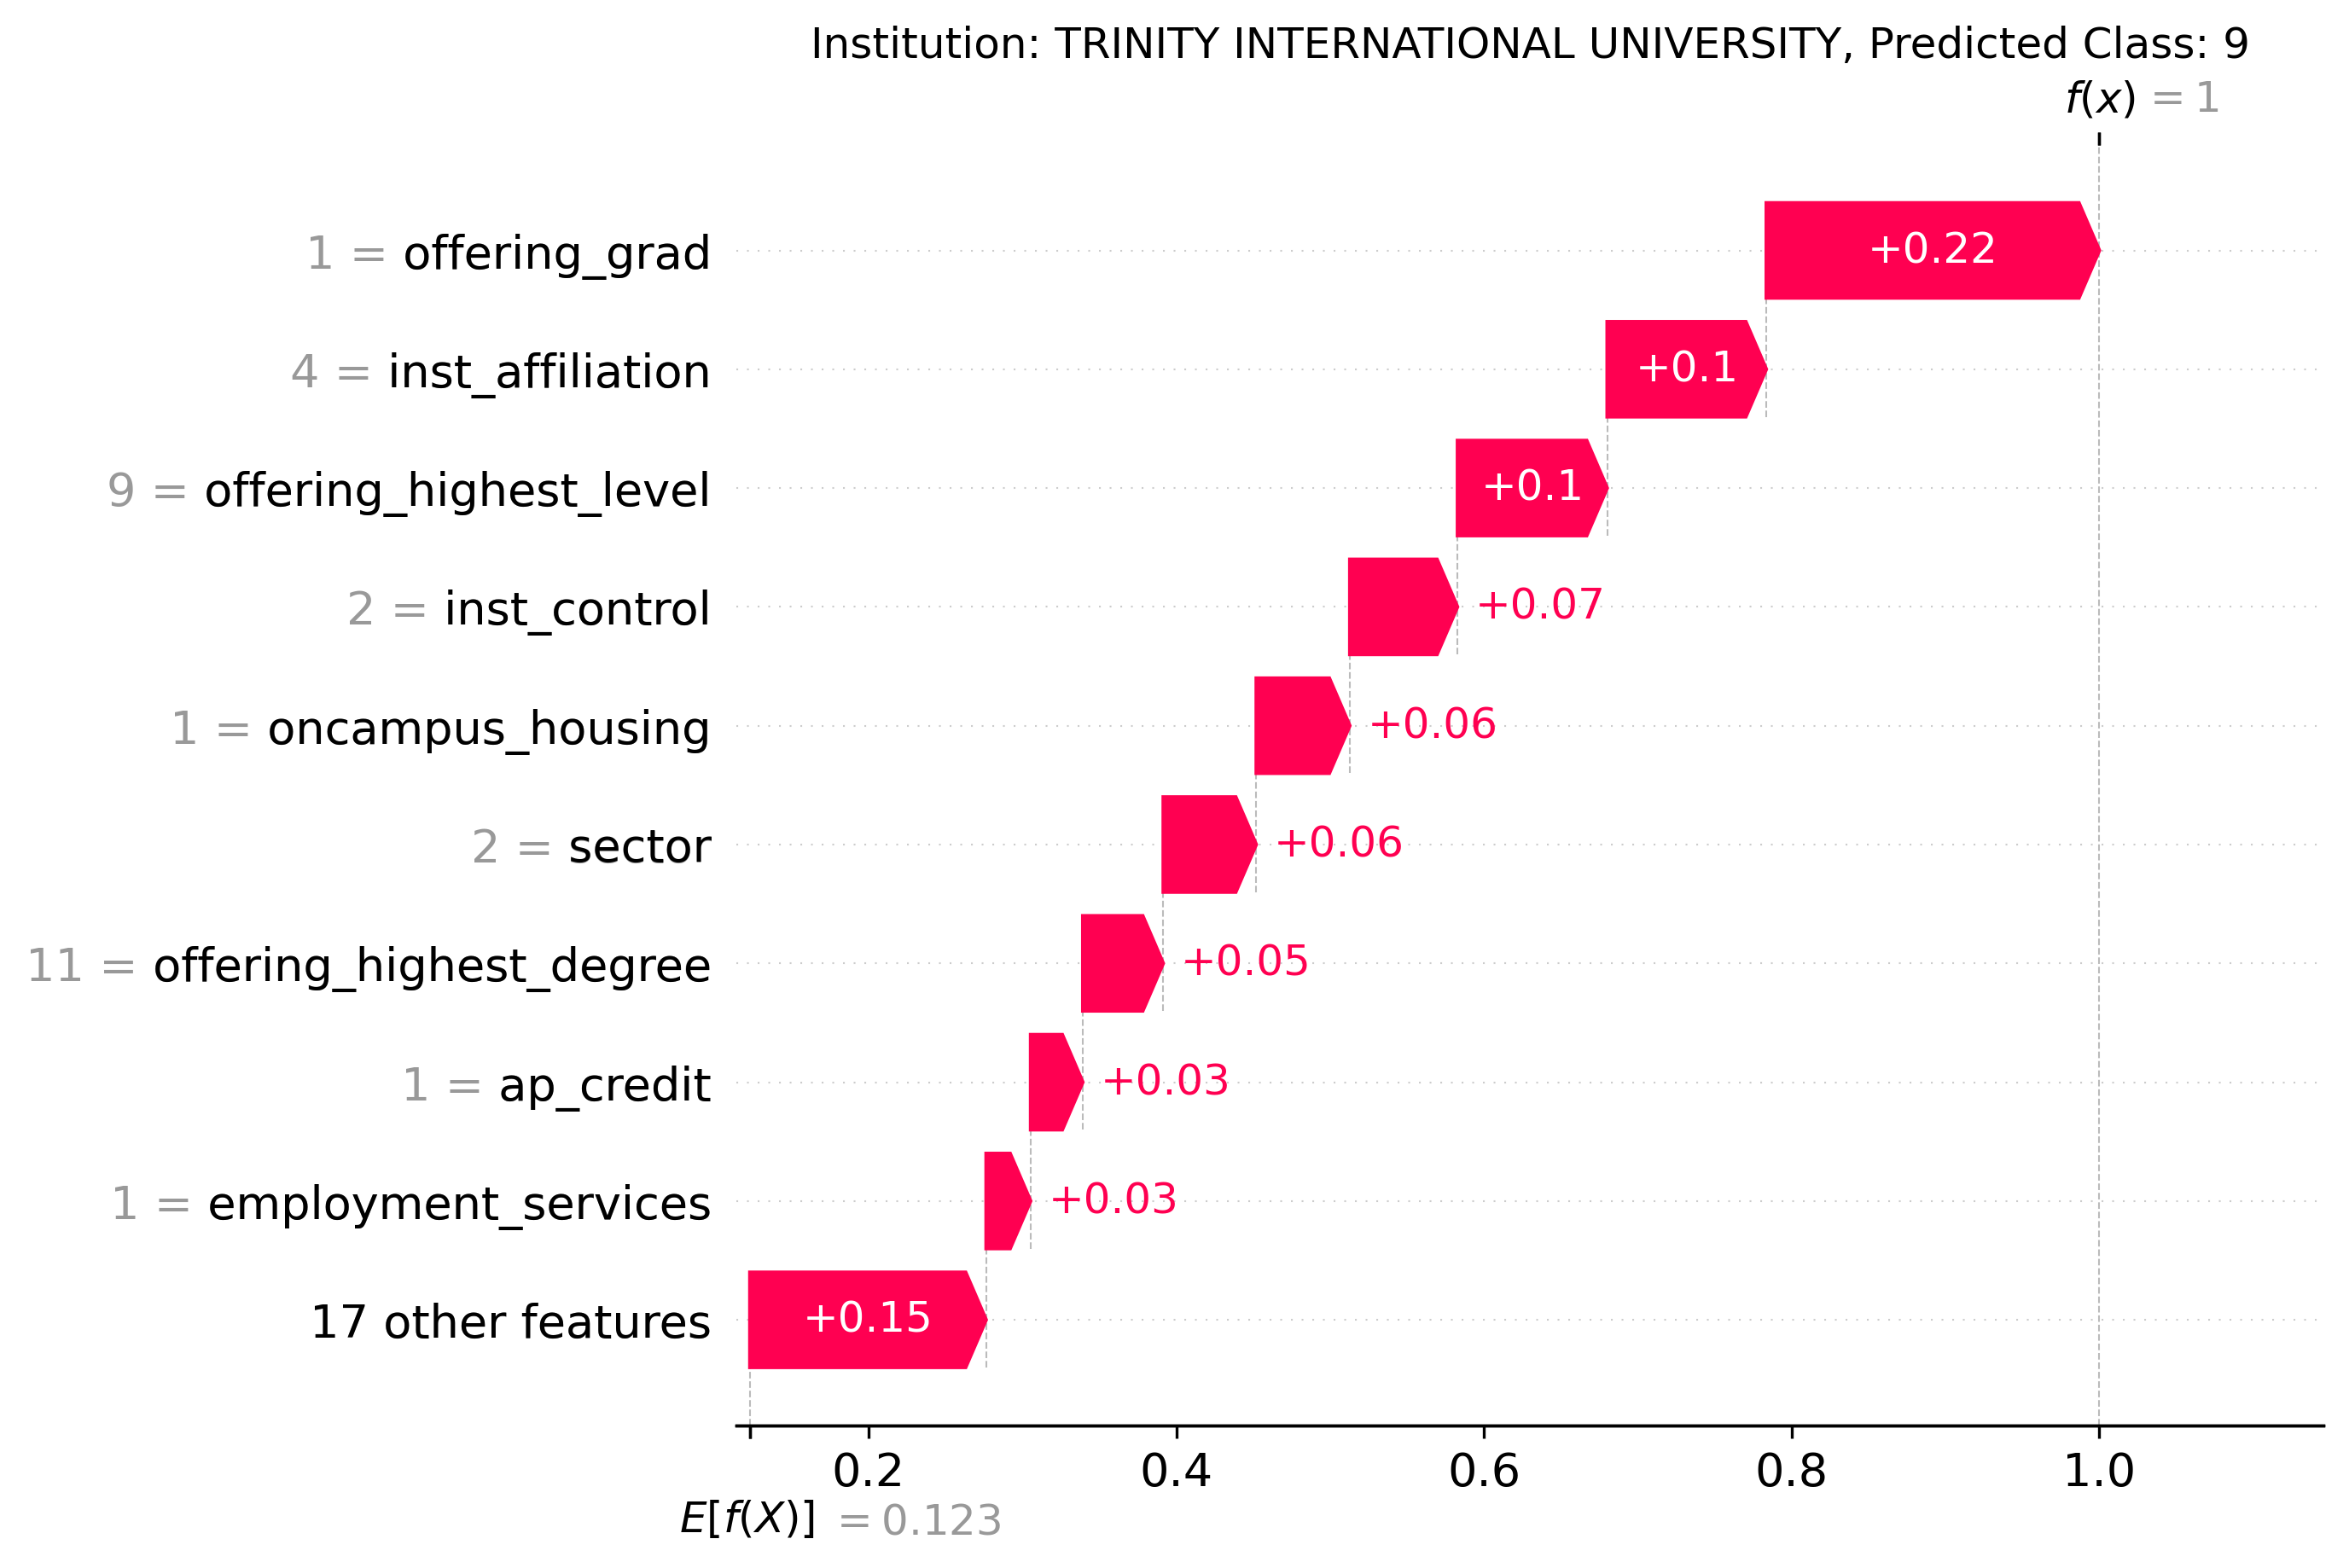 Institution: TRINITY INTERNATIONAL UNIVERSITY, Predicted Class: 9
f(x) = 1
1 = offering_grad +0.22
4 = inst_affiliation +0.1
9 = offering_highest_level +0.1
2 = inst_control +0.07
1 = oncampus_housing +0.06
2 = sector +0.06
11 = offering_highest_degree +0.05
1 = ap_credit +0.03
1 = employment_services +0.03
17 other features +0.15
0.2 0.4 0.6 0.8 1.0
E[f(X)] = 0.123